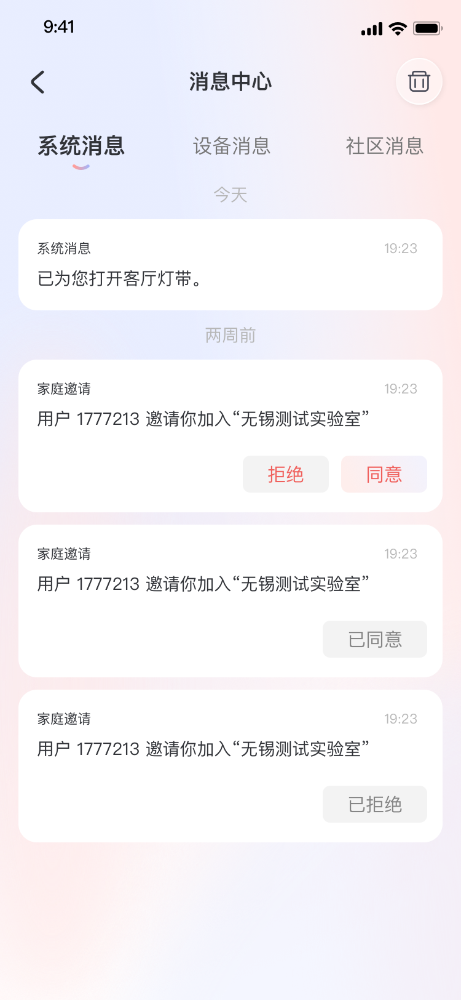 9:41
消息中心
系统消息 设备消息 社区消息
今天
系统消息 19:23
已为您打开客厅灯带。
两周前
家庭邀请 19:23
用户 1777213 邀请你加入“无锡测试实验室”
拒绝 同意
家庭邀请 19:23
用户 1777213 邀请你加入“无锡测试实验室”
已同意
家庭邀请 19:23
用户 1777213 邀请你加入“无锡测试实验室”
已拒绝